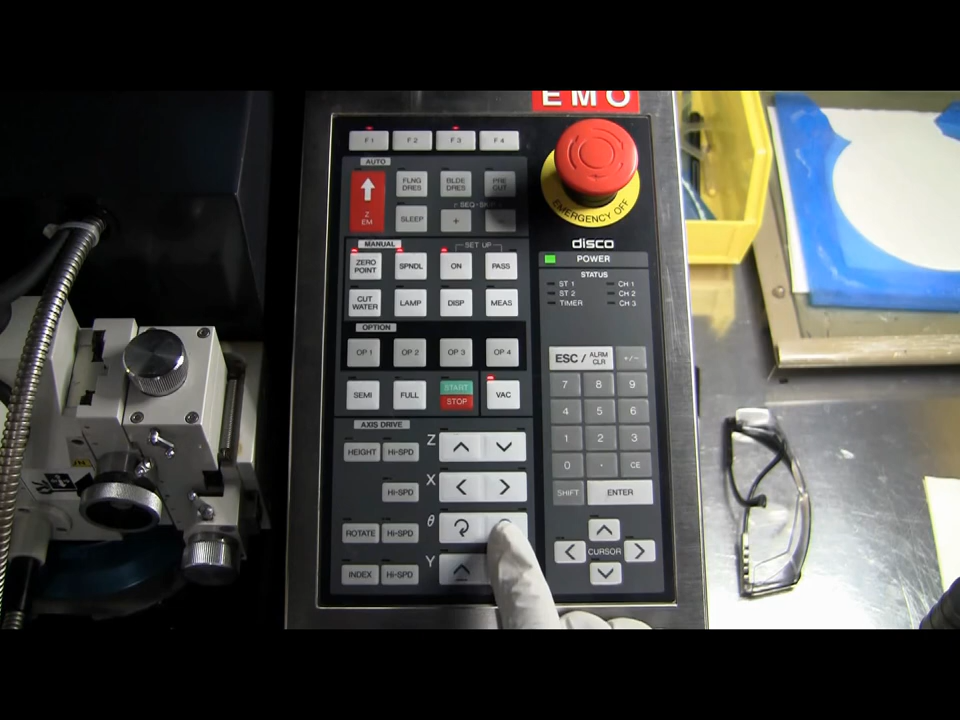 EMO
F1 F2 F3 F4
AUTO
Z
EM
FLNG
DRES
BLDE
DRES
PRE
CUT
SLEEP
+
MANUAL
SET UP
ZERO
POINT
SPNDL
ON
PASS
CUT
WATER
LAMP
DISP
MEAS
OPTION
OP 1 OP 2 OP 3 OP 4
SEMI
FULL
START
STOP
VAC
AXIS DRIVE
Z
HEIGHT Hi-SPD
X
Hi-SPD
θ
ROTATE Hi-SPD
Y
INDEX Hi-SPD
EMERGENCY OFF
disco
POWER
STATUS
ST 1 CH 1
ST 2 CH 2
TIMER CH 3
ESC / ALRM CLR +/-
7 8 9
4 5 6
1 2 3
0 . CE
SHIFT ENTER
CURSOR